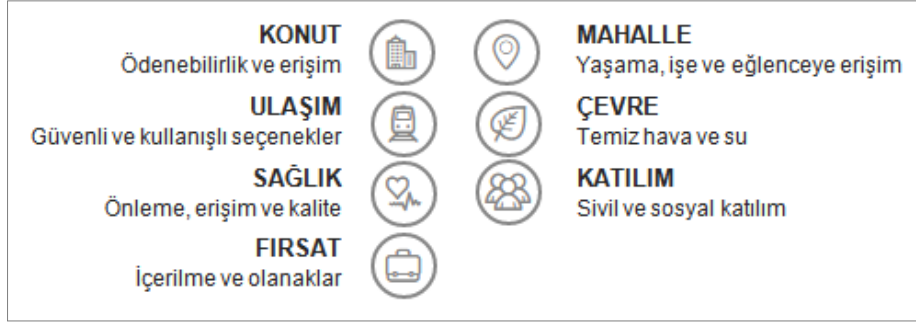 KONUT
Ödenebilirlik ve erişim
ULAŞIM
Güvenli ve kullanışlı seçenekler
SAĞLIK
Önleme, erişim ve kalite
FIRSAT
İçerilme ve olanaklar
MAHALLE
Yaşama, işe ve eğlenceye erişim
ÇEVRE
Temiz hava ve su
KATILIM
Sivil ve sosyal katılım